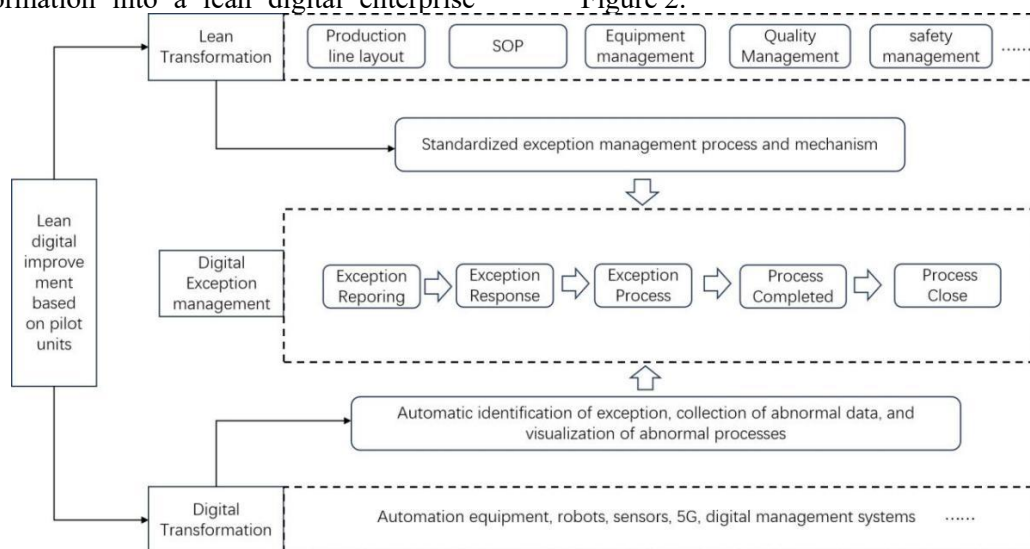 formation into a lean digital enterprise
Figure 2.
Lean
Transformation
Production
line layout
SOP
Equipment
management
Quality
Management
safety
management
......
Standardized exception management process and mechanism
Lean
digital
improve
ment
based
on pilot
units
Digital
Exception
management
Exception
Reporing
Exception
Response
Exception
Process
Process
Completed
Process
Close
Automatic identification of exception, collection of abnormal data, and
visualization of abnormal processes
Digital
Transformation
Automation equipment, robots, sensors, 5G, digital management systems ......